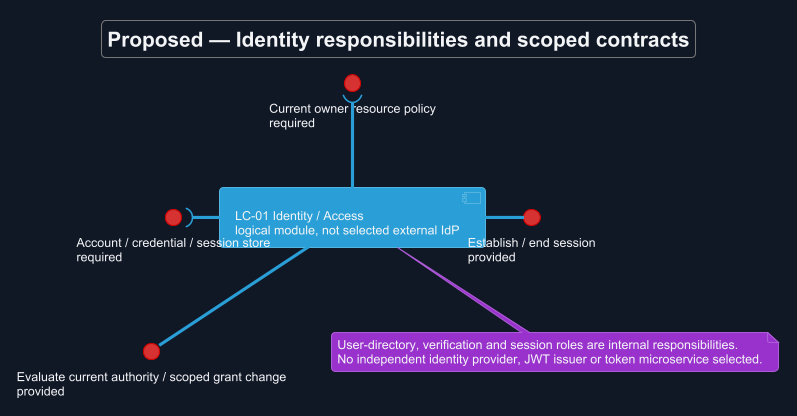 Proposed — Identity responsibilities and scoped contracts
Current owner resource policy
required
LC-01 Identity / Access
logical module, not selected external IdP
Account / credential / session store
required
Establish / end session
provided
User-directory, verification and session roles are internal responsibilities.
No independent identity provider, JWT issuer or token microservice selected.
Evaluate current authority / scoped grant change
provided